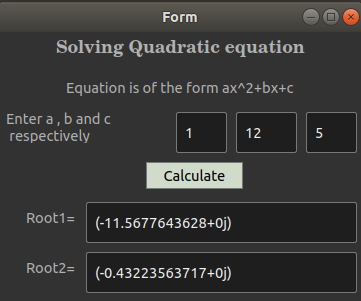 Form
Solving Quadratic equation
Equation is of the form ax^2+bx+c
Enter a , b and c
respectively
1 12 5
Calculate
Root1= (-11.5677643628+0j)
Root2= (-0.43223563717+0j)